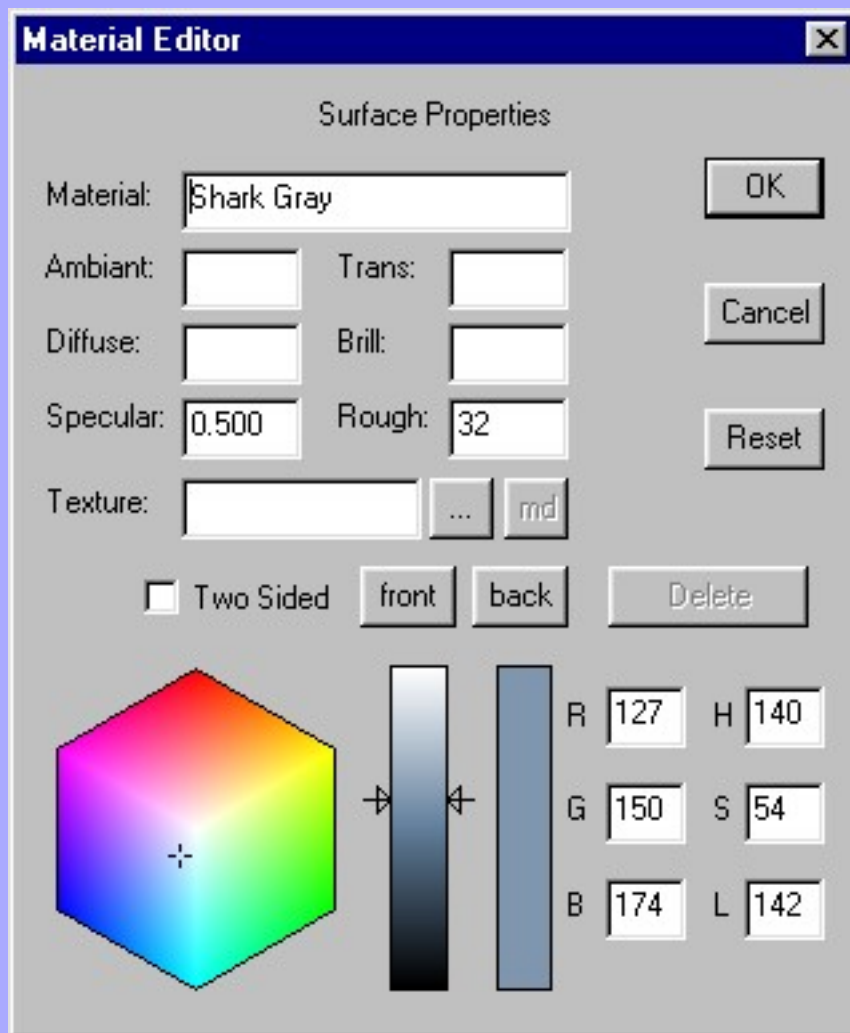 Material Editor
Surface Properties
Material: Shark Gray OK
Ambiant: Trans:
Cancel
Diffuse: Brill:
Specular: 0.500 Rough: 32
Reset
Texture: ... md
Two Sided front back Delete
R 127 H 140
G 150 S 54
B 174 L 142